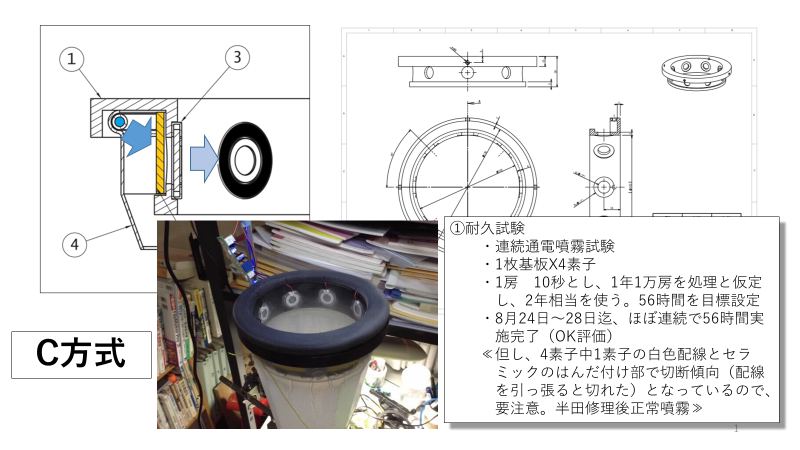 1
3
4
C方式
①耐久試験
・連続通電噴霧試験
・1枚基板X4素子
・1房　10秒とし、1年1万房を処理と仮定
し、2年相当を使う。56時間を目標設定
・8月24日～28日迄、ほぼ連続で56時間実
施完了（OK評価）
≪但し、4素子中1素子の白色配線とセラ
ミックのはんだ付け部で切断傾向（配線
を引っ張ると切れた）となっているので、
要注意。半田修理後正常噴霧≫
1